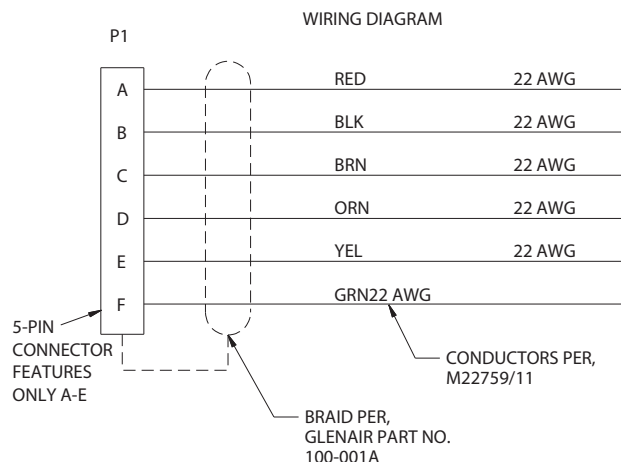 WIRING DIAGRAM
P1
A RED 22 AWG
B BLK 22 AWG
C BRN 22 AWG
D ORN 22 AWG
E YEL 22 AWG
F GRN22 AWG
5-PIN
CONNECTOR
FEATURES
ONLY A-E
CONDUCTORS PER,
M22759/11
BRAID PER,
GLENAIR PART NO.
100-001A